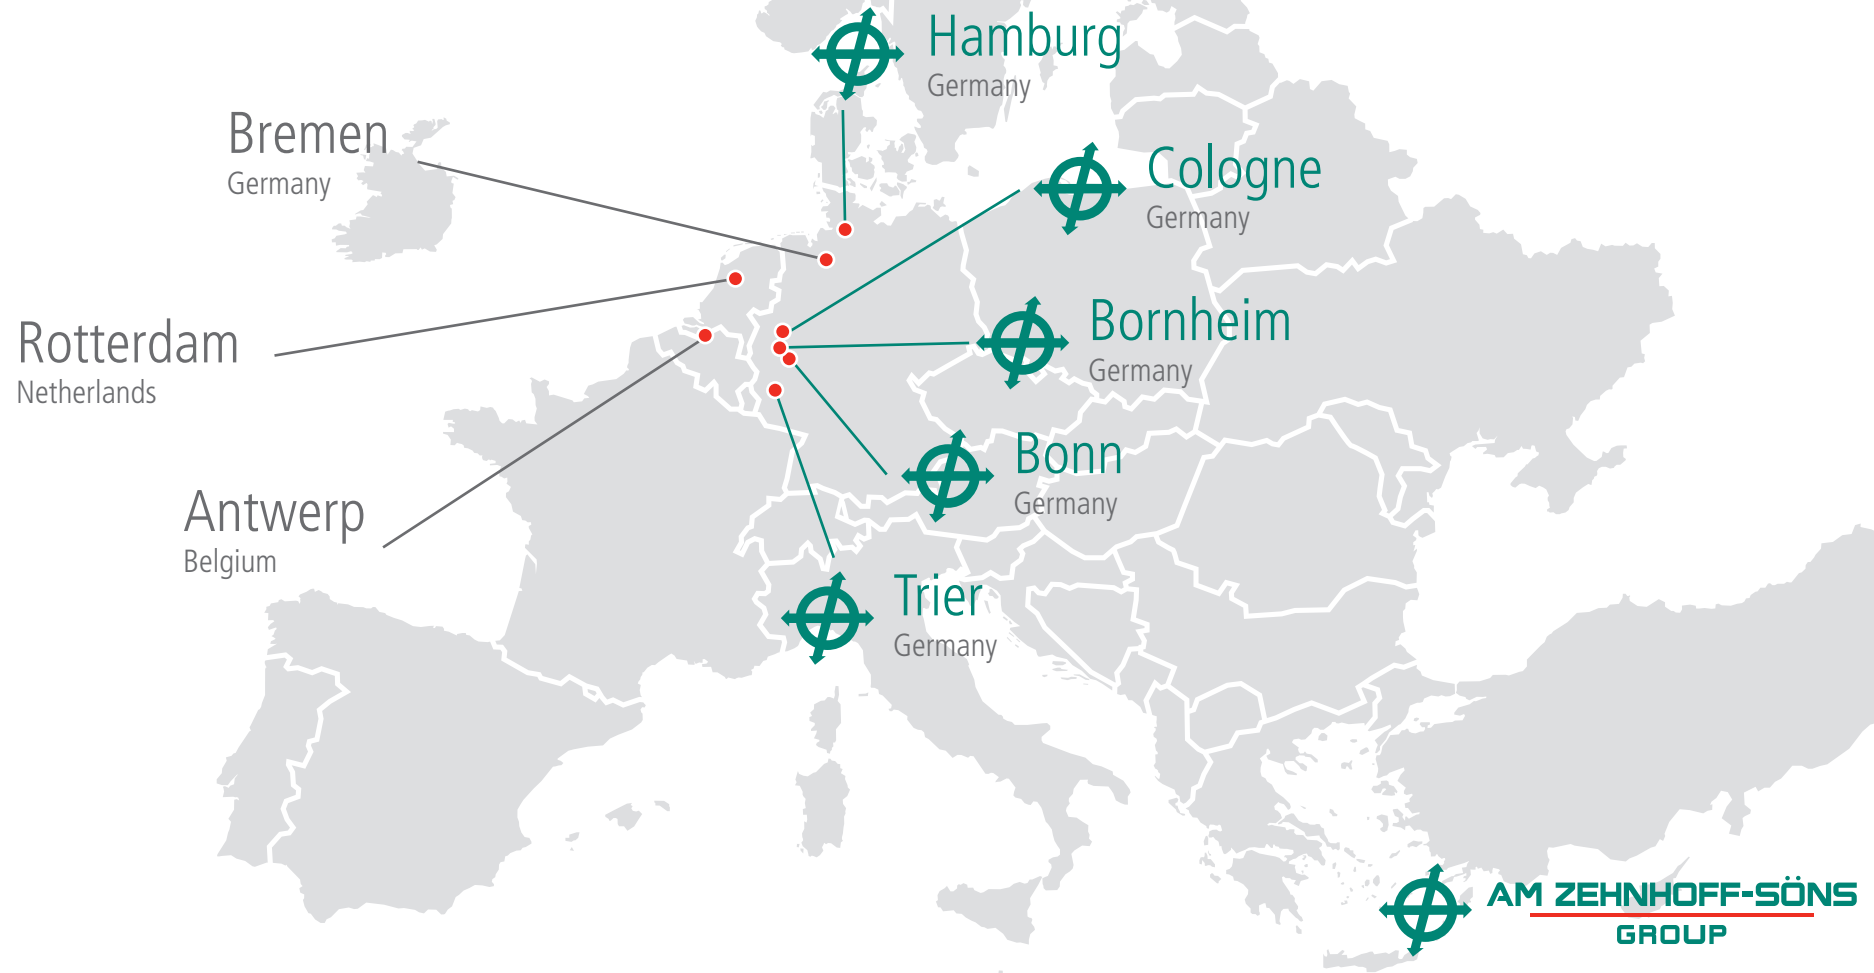 Hamburg
Germany
Bremen
Germany
Cologne
Germany
Rotterdam
Netherlands
Bornheim
Germany
Bonn
Germany
Antwerp
Belgium
Trier
Germany
AM ZEHNHOFF-SÖNS
GROUP